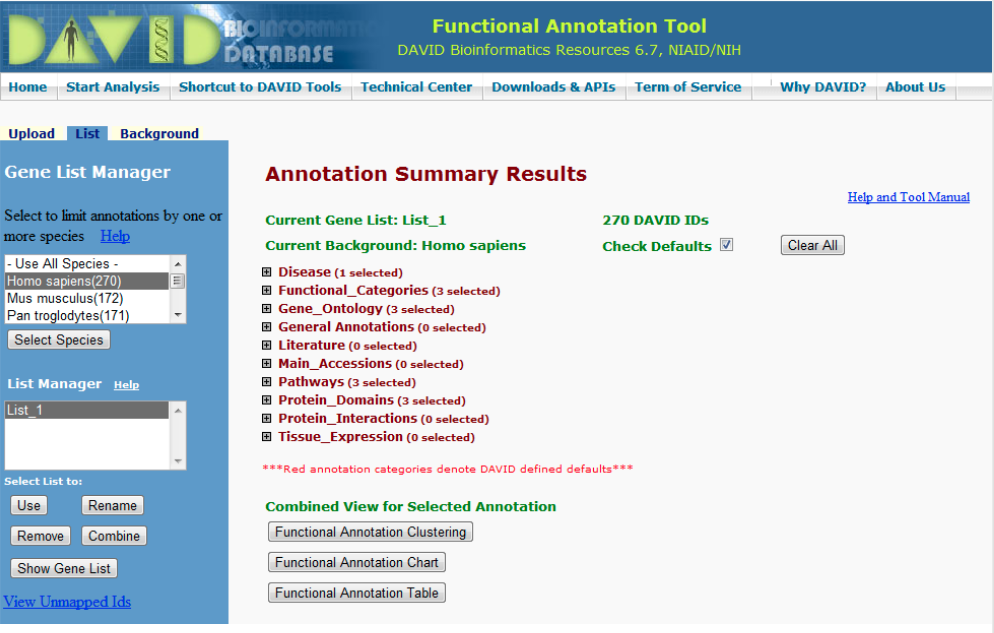 DAVID BIOINFORMATICS
DATABASE
Functional Annotation Tool
DAVID Bioinformatics Resources 6.7, NIAID/NIH
Home Start Analysis Shortcut to DAVID Tools Technical Center Downloads & APIs Term of Service Why DAVID? About Us
Upload List Background
Gene List Manager
Select to limit annotations by one or
more species Help
- Use All Species -
Homo sapiens(270)
Mus musculus(172)
Pan troglodytes(171)
Select Species
List Manager Help
List_1
Select List to:
Use Rename
Remove Combine
Show Gene List
View Unmapped Ids
Annotation Summary Results
Help and Tool Manual
Current Gene List: List_1 270 DAVID IDs
Current Background: Homo sapiens Check Defaults Clear All
Disease (1 selected)
Functional_Categories (3 selected)
Gene_Ontology (3 selected)
General Annotations (0 selected)
Literature (0 selected)
Main_Accessions (0 selected)
Pathways (3 selected)
Protein_Domains (3 selected)
Protein_Interactions (0 selected)
Tissue_Expression (0 selected)
***Red annotation categories denote DAVID defined defaults***
Combined View for Selected Annotation
Functional Annotation Clustering
Functional Annotation Chart
Functional Annotation Table